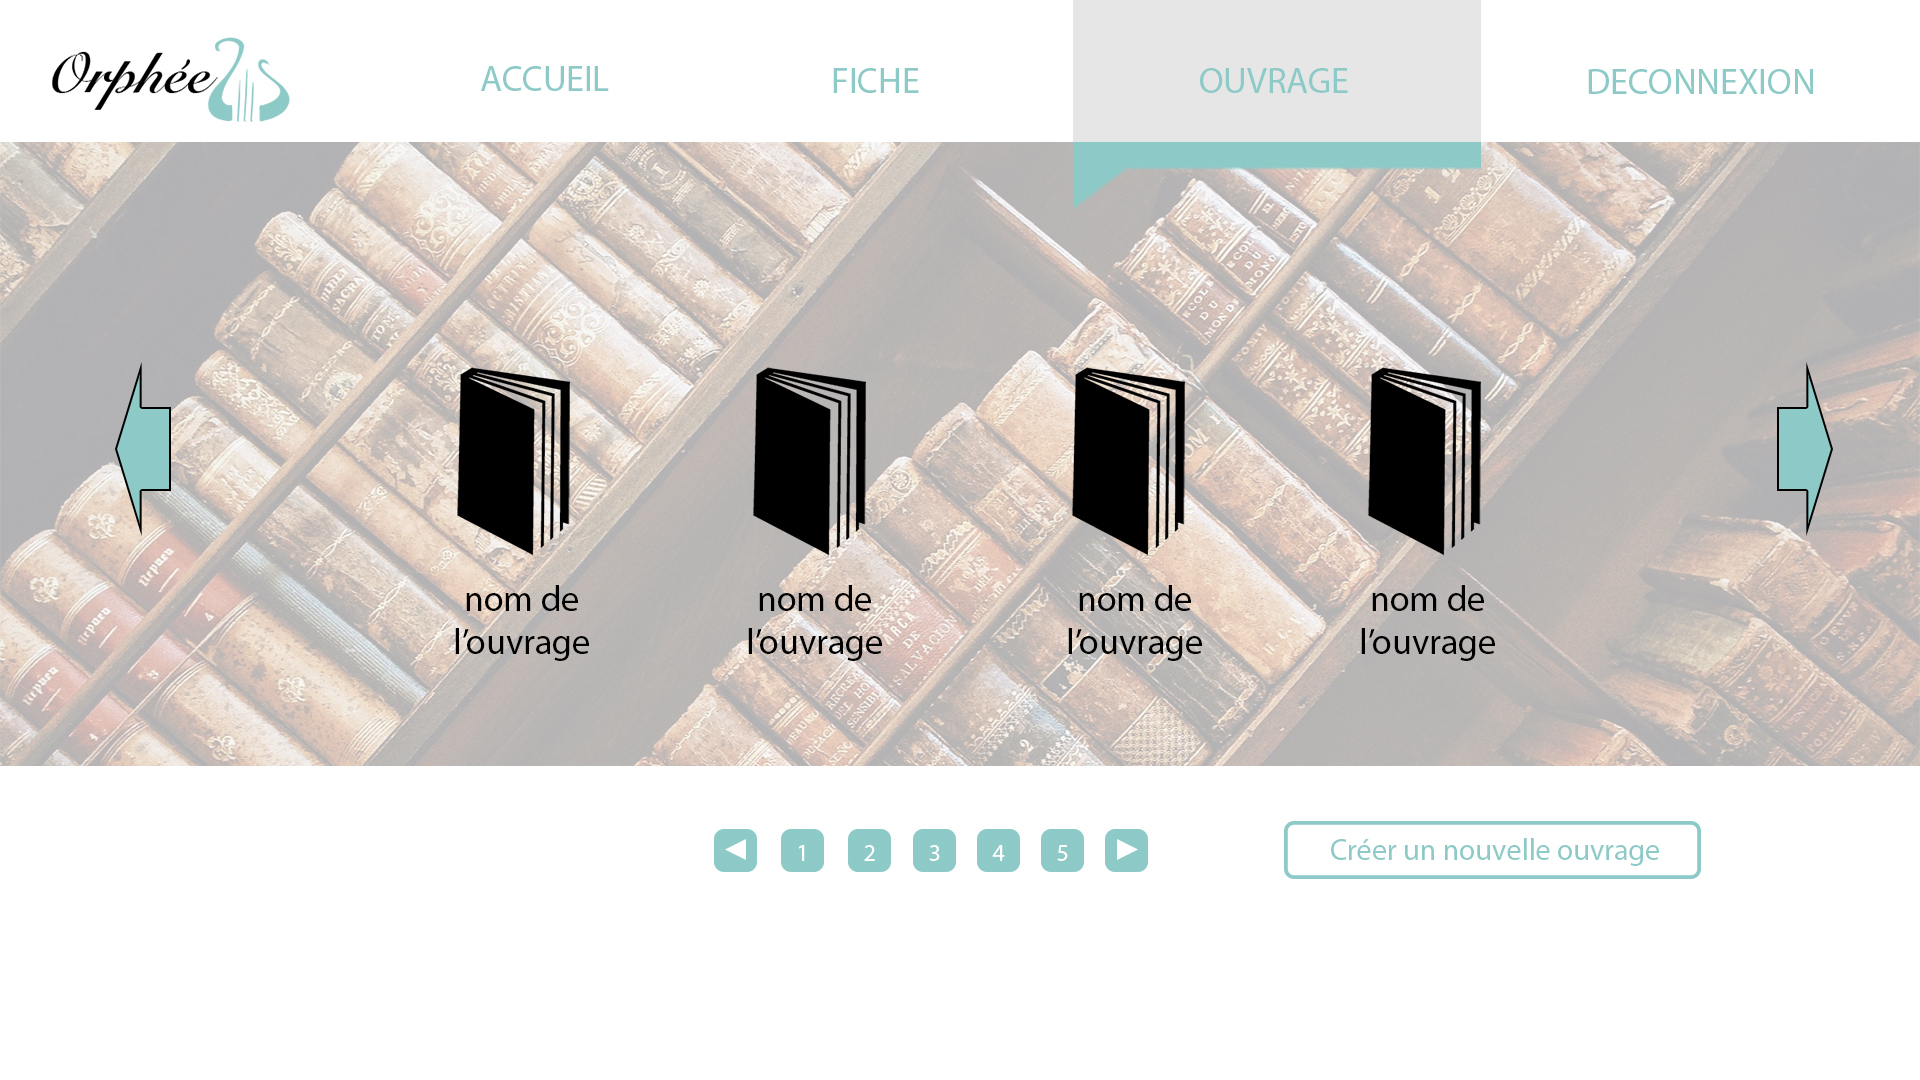 Orphée
ACCUEIL
FICHE
OUVRAGE
DECONNEXION
nom de
l’ouvrage
nom de
l’ouvrage
nom de
l’ouvrage
nom de
l’ouvrage
1
2
3
4
5
Créer un nouvelle ouvrage